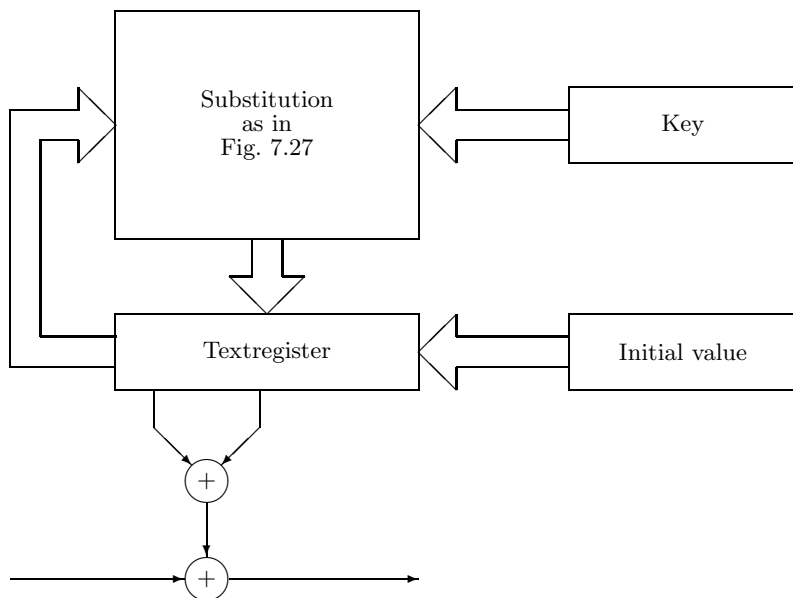 Substitution
as in
Fig. 7.27
Key
Textregister
Initial value
+
+